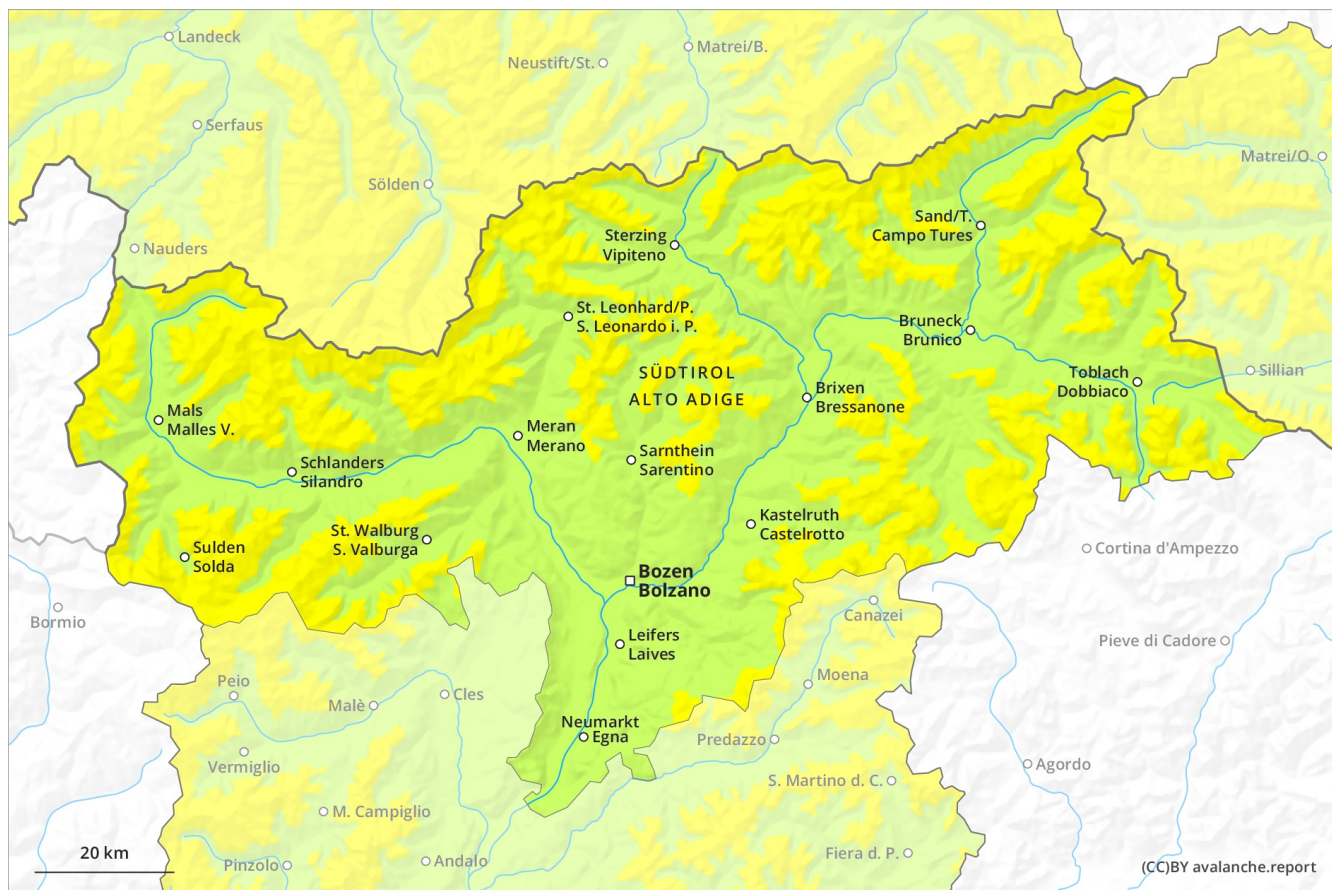 Landeck
Matrei/B.
Neustift/St.
Serfaus
Matrei/O.
Sölden
Sand/T.
Campo Tures
Sterzing
Vipiteno
Nauders
St. Leonhard/P.
S. Leonardo i. P.
Bruneck
Brunico
SÜDTIROL
ALTO ADIGE
Toblach
Dobbiaco
Sillian
Brixen
Bressanone
Mals
Malles V.
Meran
Merano
Sarnthein
Sarentino
Schlanders
Silandro
Kastelruth
Castelrotto
St. Walburg
S. Valburga
Sulden
Solda
Cortina d'Ampezzo
Bozen
Bolzano
Bormio
Canazei
Leifers
Laives
Pieve di Cadore
Moena
Peio
Malè
Cles
Neumarkt
Egna
Predazzo
Vermiglio
Agordo
S. Martino d. C.
M. Campiglio
20 km
Pinzolo
Andalo
Fiera d. P.
(CC)BY avalanche.report